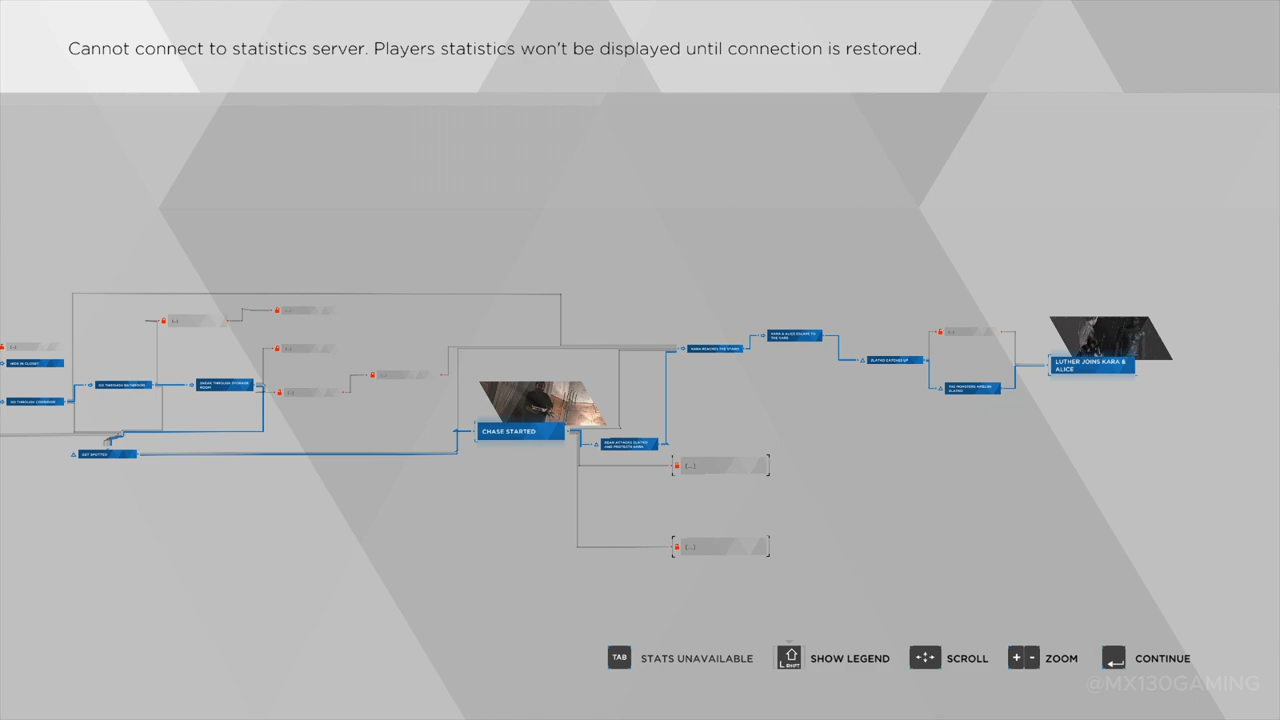 Cannot connect to statistics server. Players statistics won't be displayed until connection is restored.
HIDE IN CLOSET
GO THROUGH CORRIDOR
GO THROUGH BATHROOM
SNEAK THROUGH STORAGE
ROOM
GET SPOTTED
CHASE STARTED
BEAR ATTACKS ZLATKO
AND PROTECTS KARA
KARA REACHES THE STAIRS
KARA & ALICE ESCAPE TO
THE YARD
ZLATKO CATCHES UP
THE MONSTERS INVOLVE
ZLATKO
LUTHER JOINS KARA &
ALICE
[...]
[...]
TAB STATS UNAVAILABLE
L SHIFT SHOW LEGEND
SCROLL
+ - ZOOM
CONTINUE
@MX130GAMING